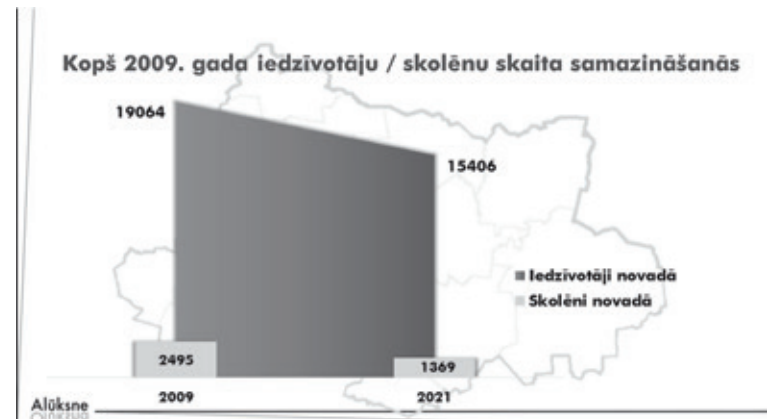 Kopš 2009. gada iedzīvotāju / skolēnu skaita samazināšanās
19064
15406
Iedzīvotāji novadā
Skolēni novadā
2495
1369
2009
2021
Alūksne